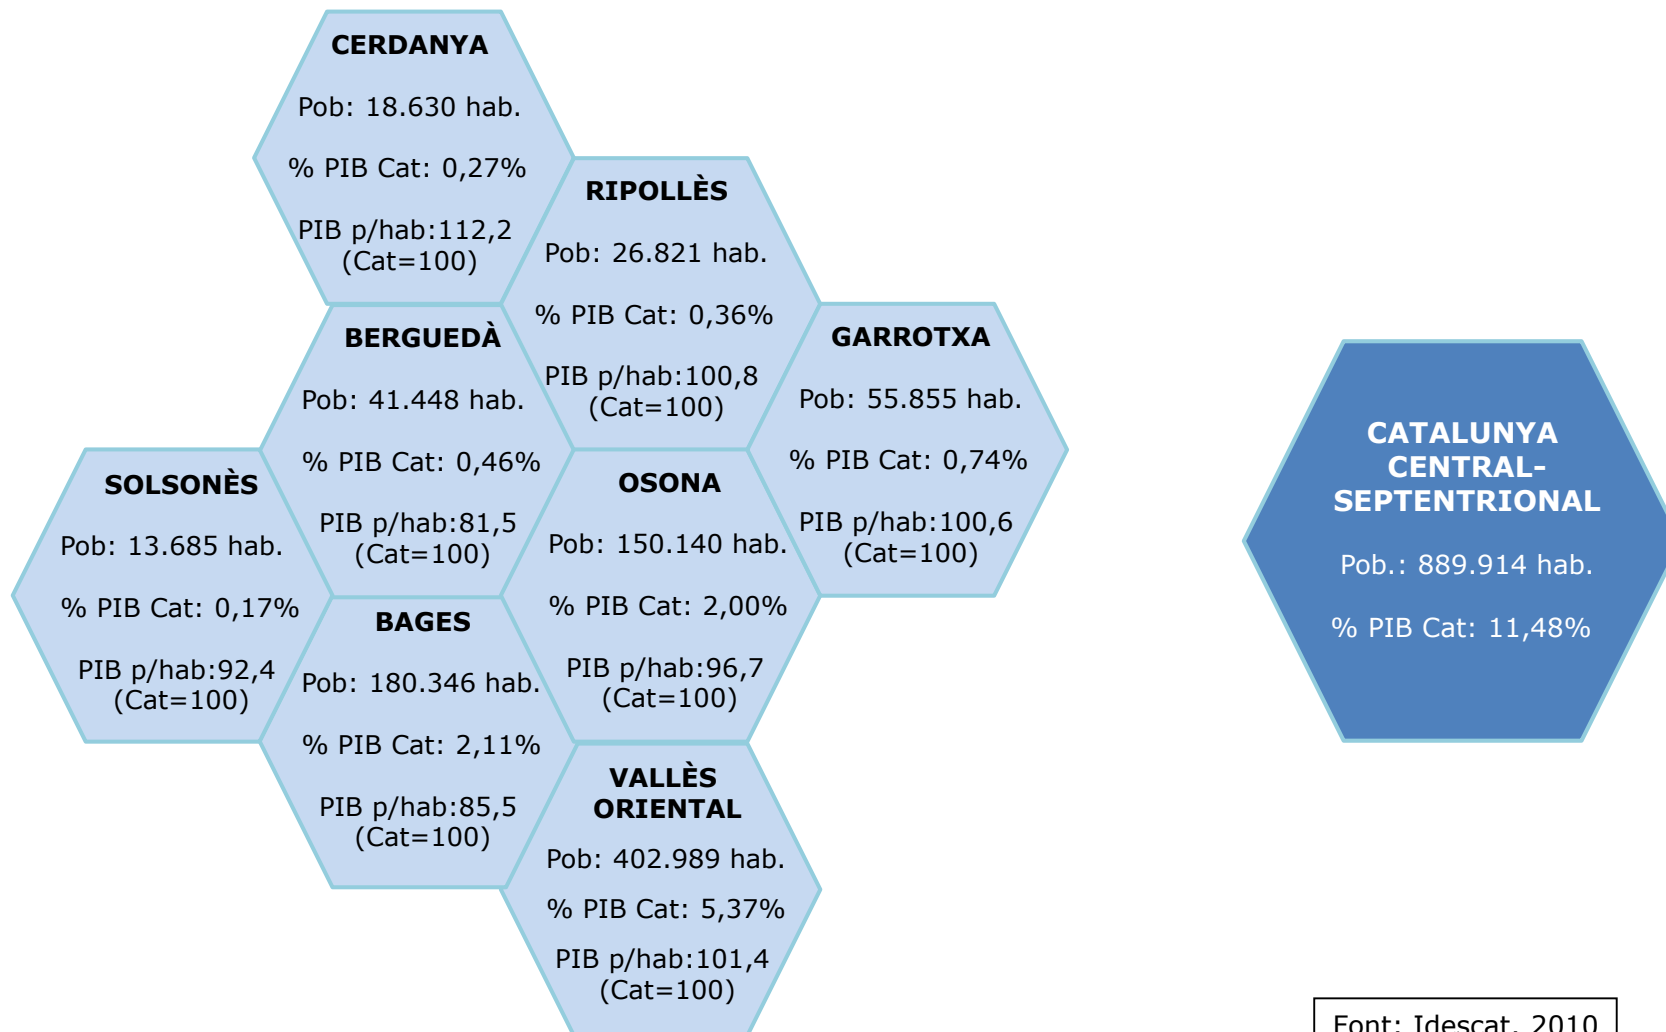 CERDANYA
Pob: 18.630 hab.
% PIB Cat: 0,27%
PIB p/hab:112,2
(Cat=100)
RIPOLLÈS
Pob: 26.821 hab.
% PIB Cat: 0,36%
PIB p/hab:100,8
(Cat=100)
BERGUEDÀ
Pob: 41.448 hab.
% PIB Cat: 0,46%
PIB p/hab:81,5
(Cat=100)
GARROTXA
Pob: 55.855 hab.
% PIB Cat: 0,74%
PIB p/hab:100,6
(Cat=100)
SOLSONÈS
Pob: 13.685 hab.
% PIB Cat: 0,17%
PIB p/hab:92,4
(Cat=100)
OSONA
Pob: 150.140 hab.
% PIB Cat: 2,00%
PIB p/hab:96,7
(Cat=100)
BAGES
Pob: 180.346 hab.
% PIB Cat: 2,11%
PIB p/hab:85,5
(Cat=100)
VALLÈS
ORIENTAL
Pob: 402.989 hab.
% PIB Cat: 5,37%
PIB p/hab:101,4
(Cat=100)
CATALUNYA
CENTRAL-
SEPTENTRIONAL
Pob.: 889.914 hab.
% PIB Cat: 11,48%
Font: Idescat, 2010